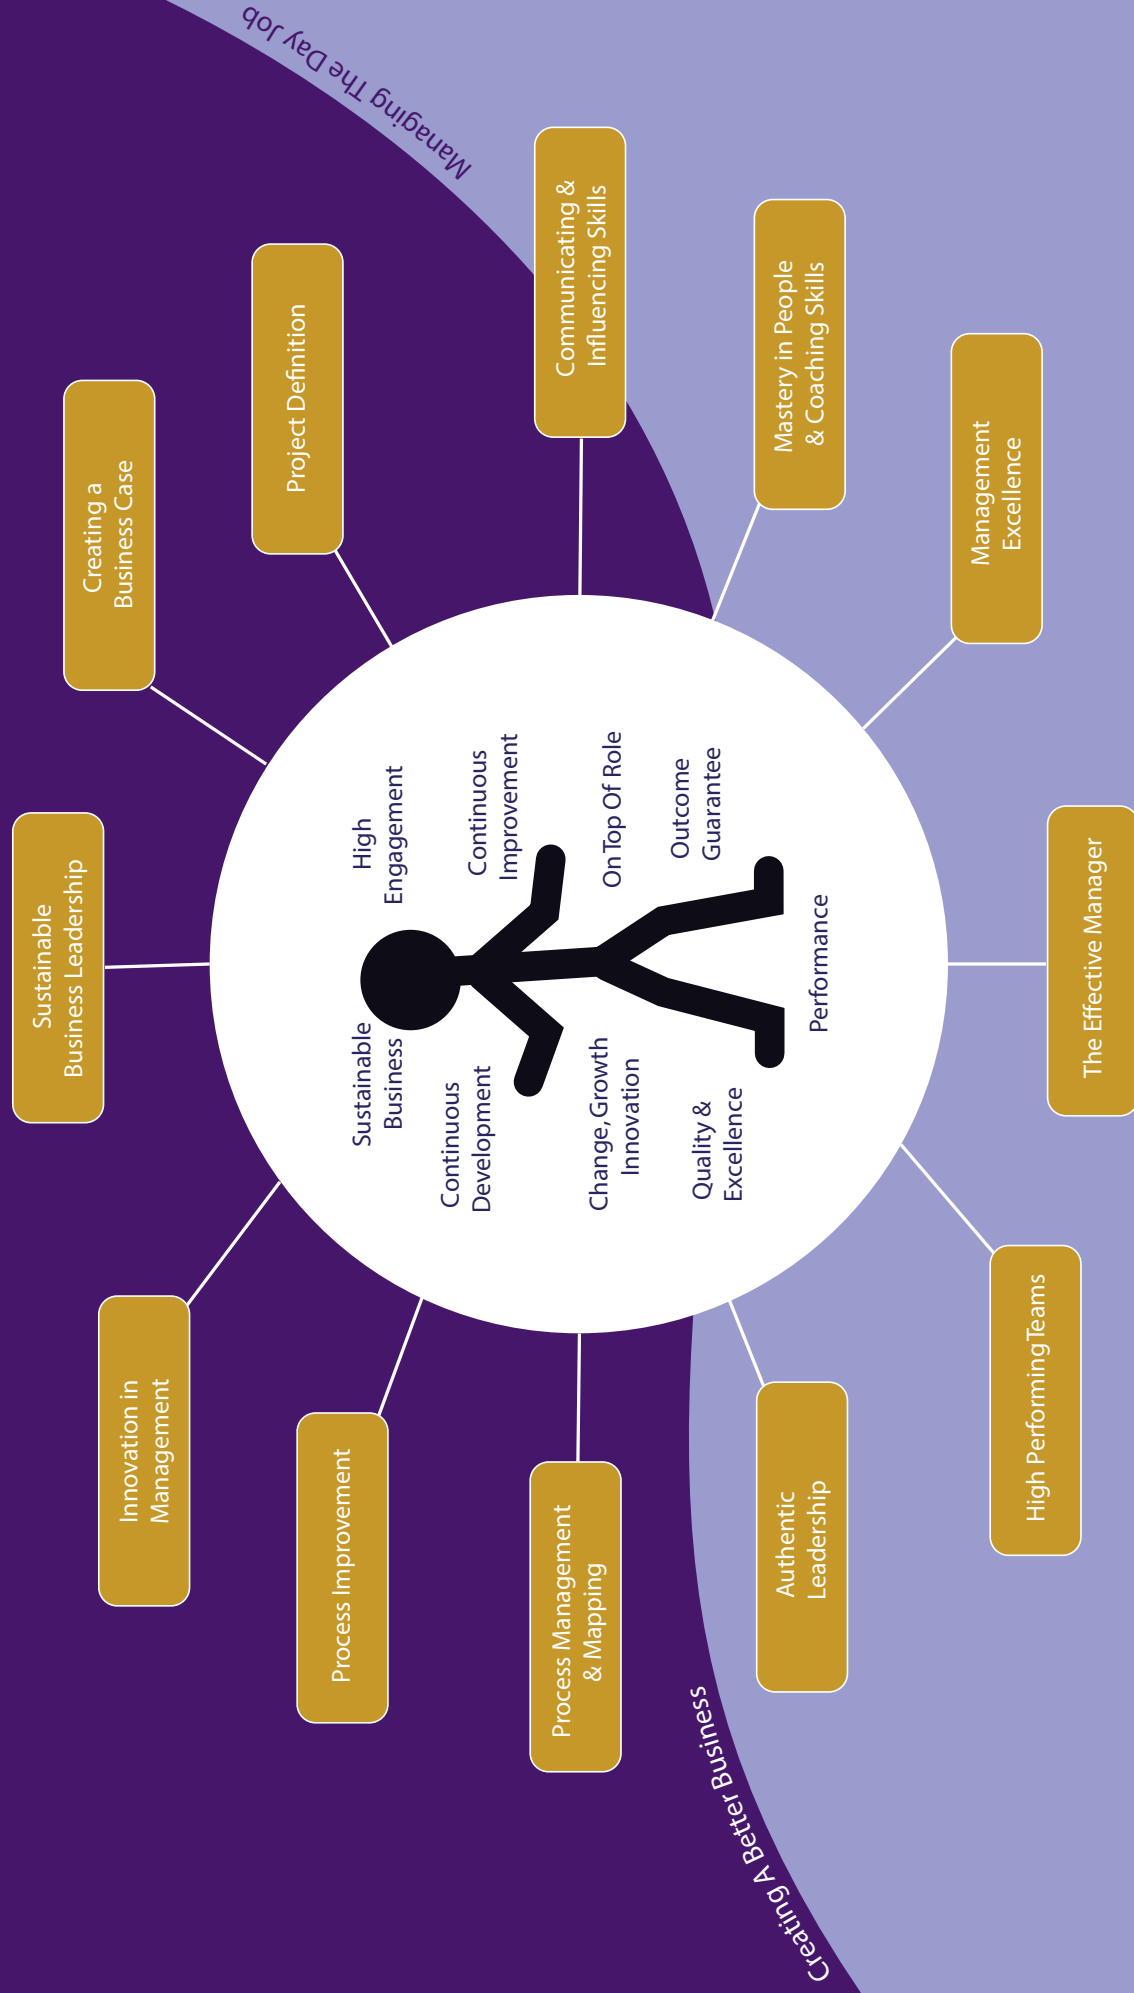 Sustainable
Business Leadership
Innovation in
Management
Creating a
Business Case
Process Improvement
Project Definition
Process Management
& Mapping
Communicating &
Influencing Skills
Authentic
Leadership
Mastery in People
& Coaching Skills
High PerformingTeams
Management
Excellence
The Effective Manager
Sustainable
Business
High
Engagement
Continuous
Development
Continuous
Improvement
Change, Growth
Innovation
On Top Of Role
Quality &
Excellence
Outcome
Guarantee
Performance
Creating A Better Business
Managing The Day Job